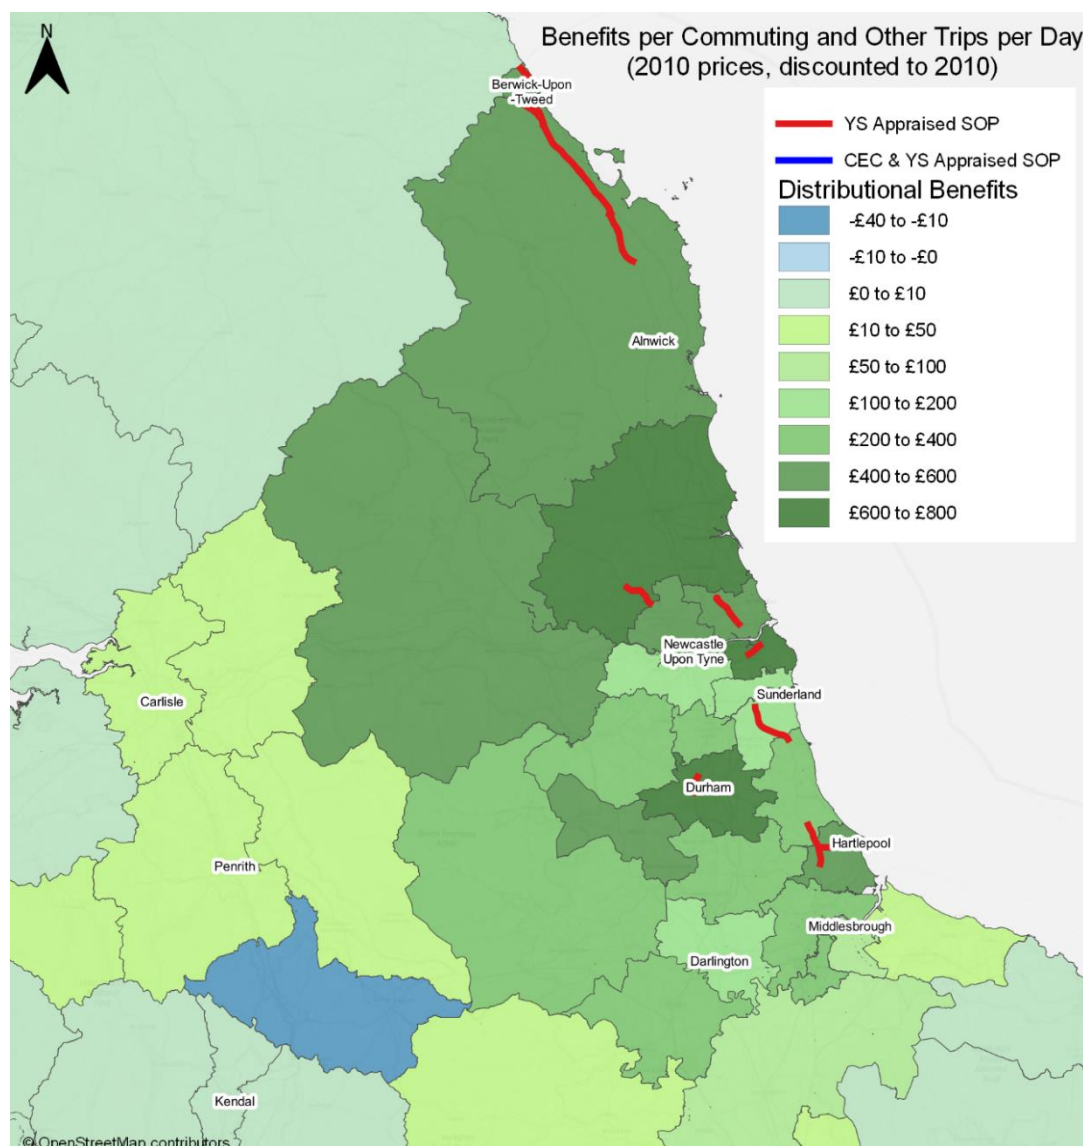 N
Benefits per Commuting and Other Trips per Day
(2010 prices, discounted to 2010)
YS Appraised SOP
CEC & YS Appraised SOP
Distributional Benefits
-£40 to -£10
-£10 to -£0
£0 to £10
£10 to £50
£50 to £100
£100 to £200
£200 to £400
£400 to £600
£600 to £800
Berwick-Upon
-Tweed
Alnwick
Newcastle
Upon Tyne
Carlisle
Sunderland
Durham
Hartlepool
Penrith
Middlesbrough
Darlington
Kendal
© OpenStreetMap contributors